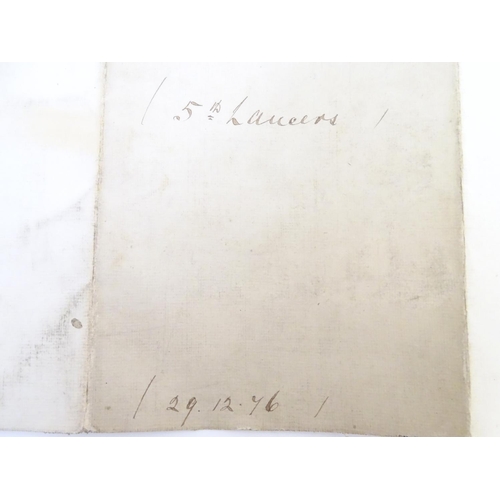 ( 5th Lancers )
( 29.12.76 )